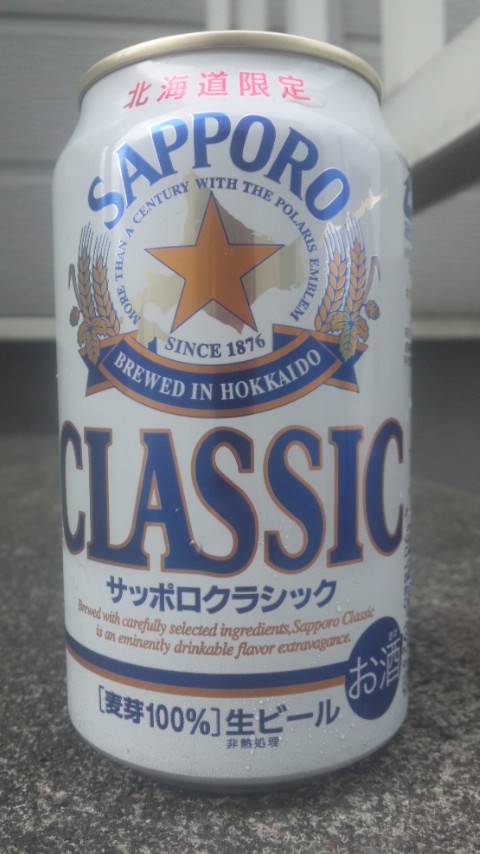 北海道限定
SAPPORO
MORE THAN A CENTURY WITH THE POLARIS EMBLEM
SINCE 1876
BREWED IN HOKKAIDO
CLASSIC
サッポロクラシック
Brewed with carefully selected ingredients,Sapporo Classic
is an eminently drinkable flavor extravagance.
お酒
[麦芽100%]生ビール
非熱処理